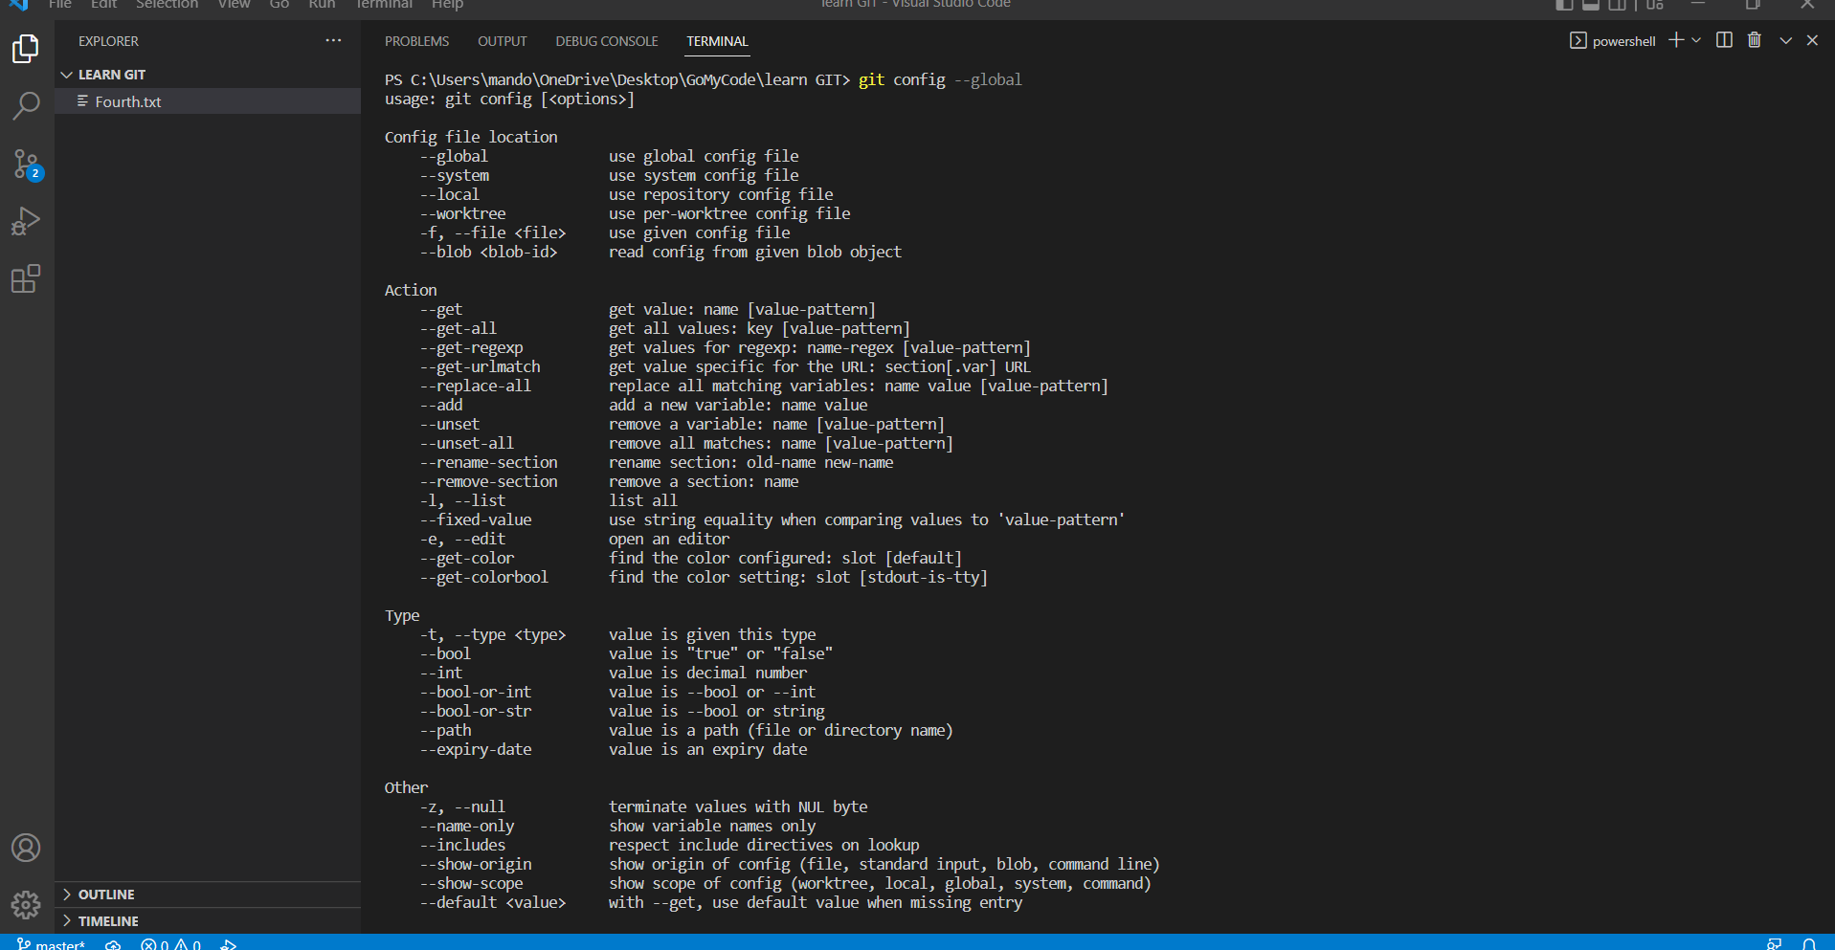 File Edit Selection View Go Run Terminal Help
learn GIT - Visual Studio Code
EXPLORER
PROBLEMS OUTPUT DEBUG CONSOLE TERMINAL
powershell
LEARN GIT
Fourth.txt
2
PS C:\Users\mando\OneDrive\Desktop\GoMyCode\learn GIT> git config --global
usage: git config [<options>]
Config file location
--global use global config file
--system use system config file
--local use repository config file
--worktree use per-worktree config file
-f, --file <file> use given config file
--blob <blob-id> read config from given blob object
Action
--get get value: name [value-pattern]
--get-all get all values: key [value-pattern]
--get-regexp get values for regexp: name-regex [value-pattern]
--get-urlmatch get value specific for the URL: section[.var] URL
--replace-all replace all matching variables: name value [value-pattern]
--add add a new variable: name value
--unset remove a variable: name [value-pattern]
--unset-all remove all matches: name [value-pattern]
--rename-section rename section: old-name new-name
--remove-section remove a section: name
-l, --list list all
--fixed-value use string equality when comparing values to 'value-pattern'
-e, --edit open an editor
--get-color find the color configured: slot [default]
--get-colorbool find the color setting: slot [stdout-is-tty]
Type
-t, --type <type> value is given this type
--bool value is "true" or "false"
--int value is decimal number
--bool-or-int value is --bool or --int
--bool-or-str value is --bool or string
--path value is a path (file or directory name)
--expiry-date value is an expiry date
Other
-z, --null terminate values with NUL byte
--name-only show variable names only
--includes respect include directives on lookup
--show-origin show origin of config (file, standard input, blob, command line)
--show-scope show scope of config (worktree, local, global, system, command)
--default <value> with --get, use default value when missing entry
OUTLINE
TIMELINE
master* 0 0